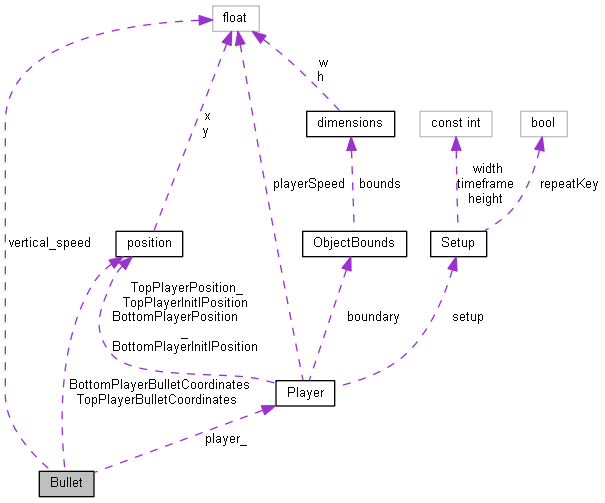 float
w
h
dimensions
const int
bool
x
y
playerSpeed
bounds
width
timeframe
height
repeatKey
vertical_speed
position
ObjectBounds
Setup
TopPlayerPosition_
TopPlayerInitlPosition
BottomPlayerPosition
_
BottomPlayerInitlPosition
boundary
setup
BottomPlayerBulletCoordinates
TopPlayerBulletCoordinates
Player
player_
Bullet